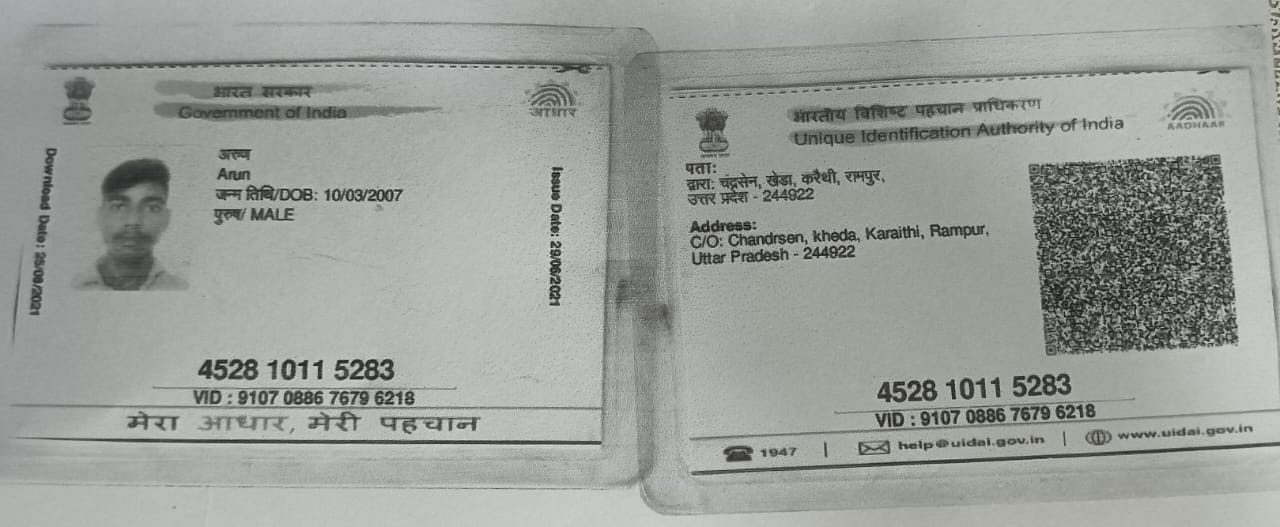 भारत सरकार
Government of India
आधार
Download Date: 25/09/2021
अरुण
Arun
जन्म तिथि/DOB: 10/03/2007
पुरुष/ MALE
Issue Date: 29/06/2021
4528 1011 5283
VID : 9107 0886 7679 6218
मेरा आधार, मेरी पहचान
भारतीय विशिष्ट पहचान प्राधिकरण
Unique Identification Authority of India
AADHAAR
पता:
द्वारा: चंद्रसेन, खेडा, करैथी, रामपुर,
उत्तर प्रदेश - 244922
Address:
C/O: Chandrsen, kheda, Karaithi, Rampur,
Uttar Pradesh - 244922
4528 1011 5283
VID : 9107 0886 7679 6218
1947 | help@uidai.gov.in | www.uidai.gov.in